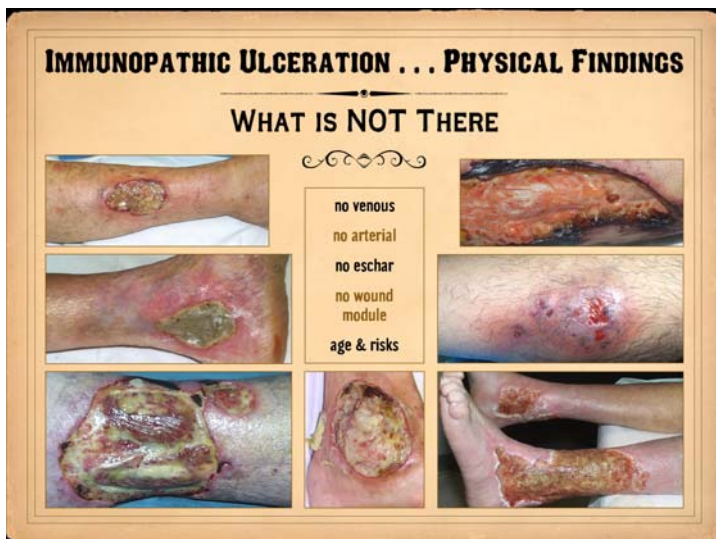 IMMUNOPATHIC ULCERATION . . . PHYSICAL FINDINGS
WHAT IS NOT THERE
no venous
no arterial
no eschar
no wound
module
age & risks